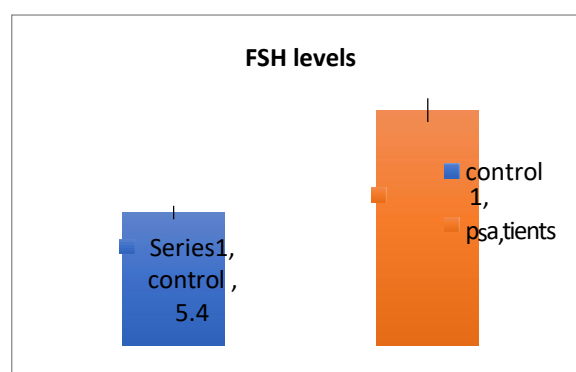 FSH levels
Series1,
control ,
5.4
control
1,
psa,tients